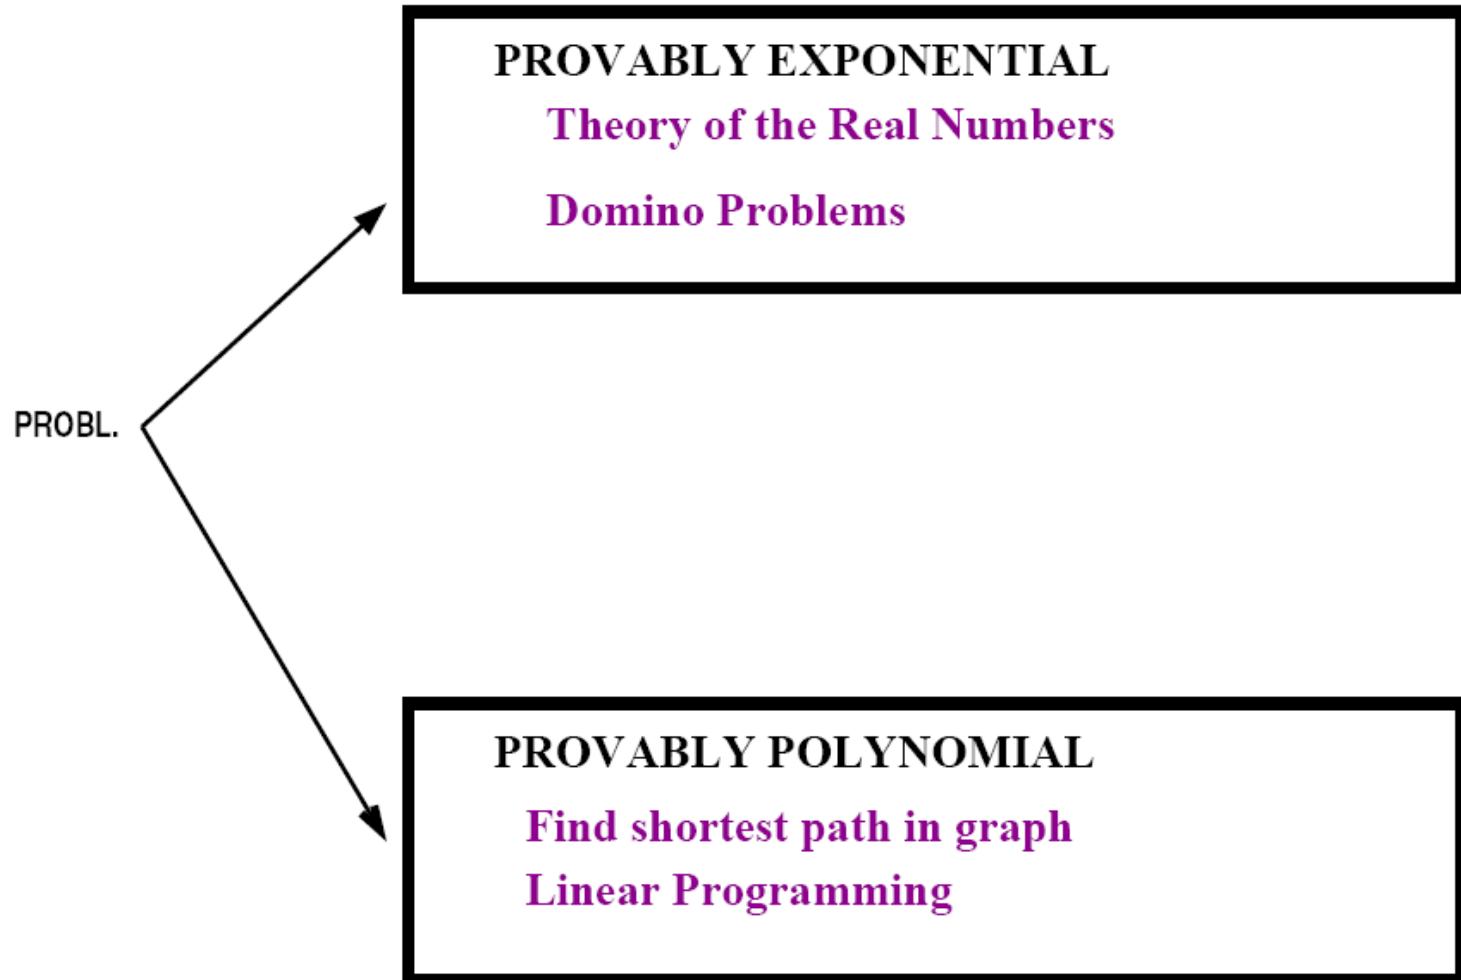 PROVABLY EXPONENTIAL
Theory of the Real Numbers
Domino Problems
PROBL.
PROVABLY POLYNOMIAL
Find shortest path in graph
Linear Programming